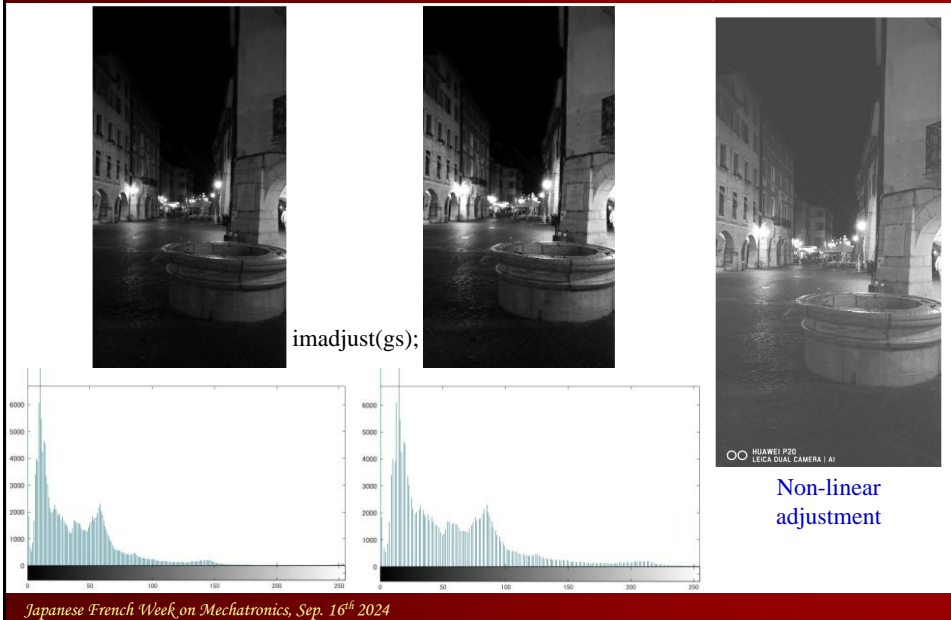 imadjust(gs);
HUAWEI P20
LEICA DUAL CAMERA | AI
Non-linear
adjustment
6000
5000
4000
3000
2000
1000
0
0 50 100 150 200 250
6000
5000
4000
3000
2000
1000
0
0 50 100 150 200 250
Japanese French Week on Mechatronics, Sep. 16th 2024